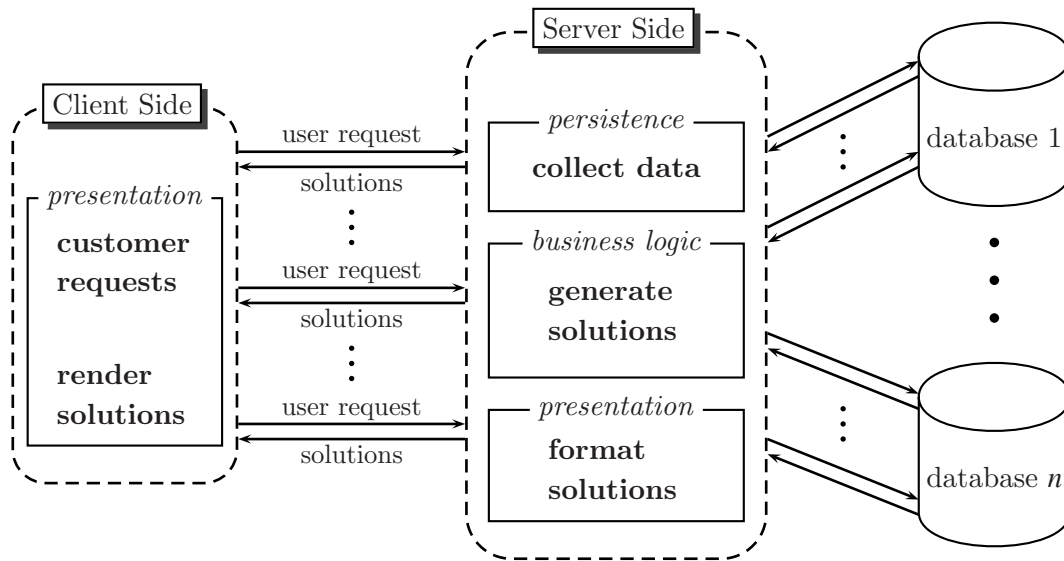 Client Side
presentation
customer
requests
render
solutions
user request
solutions
user request
solutions
user request
solutions
Server Side
persistence
collect data
business logic
generate
solutions
presentation
format
solutions
database 1
database n